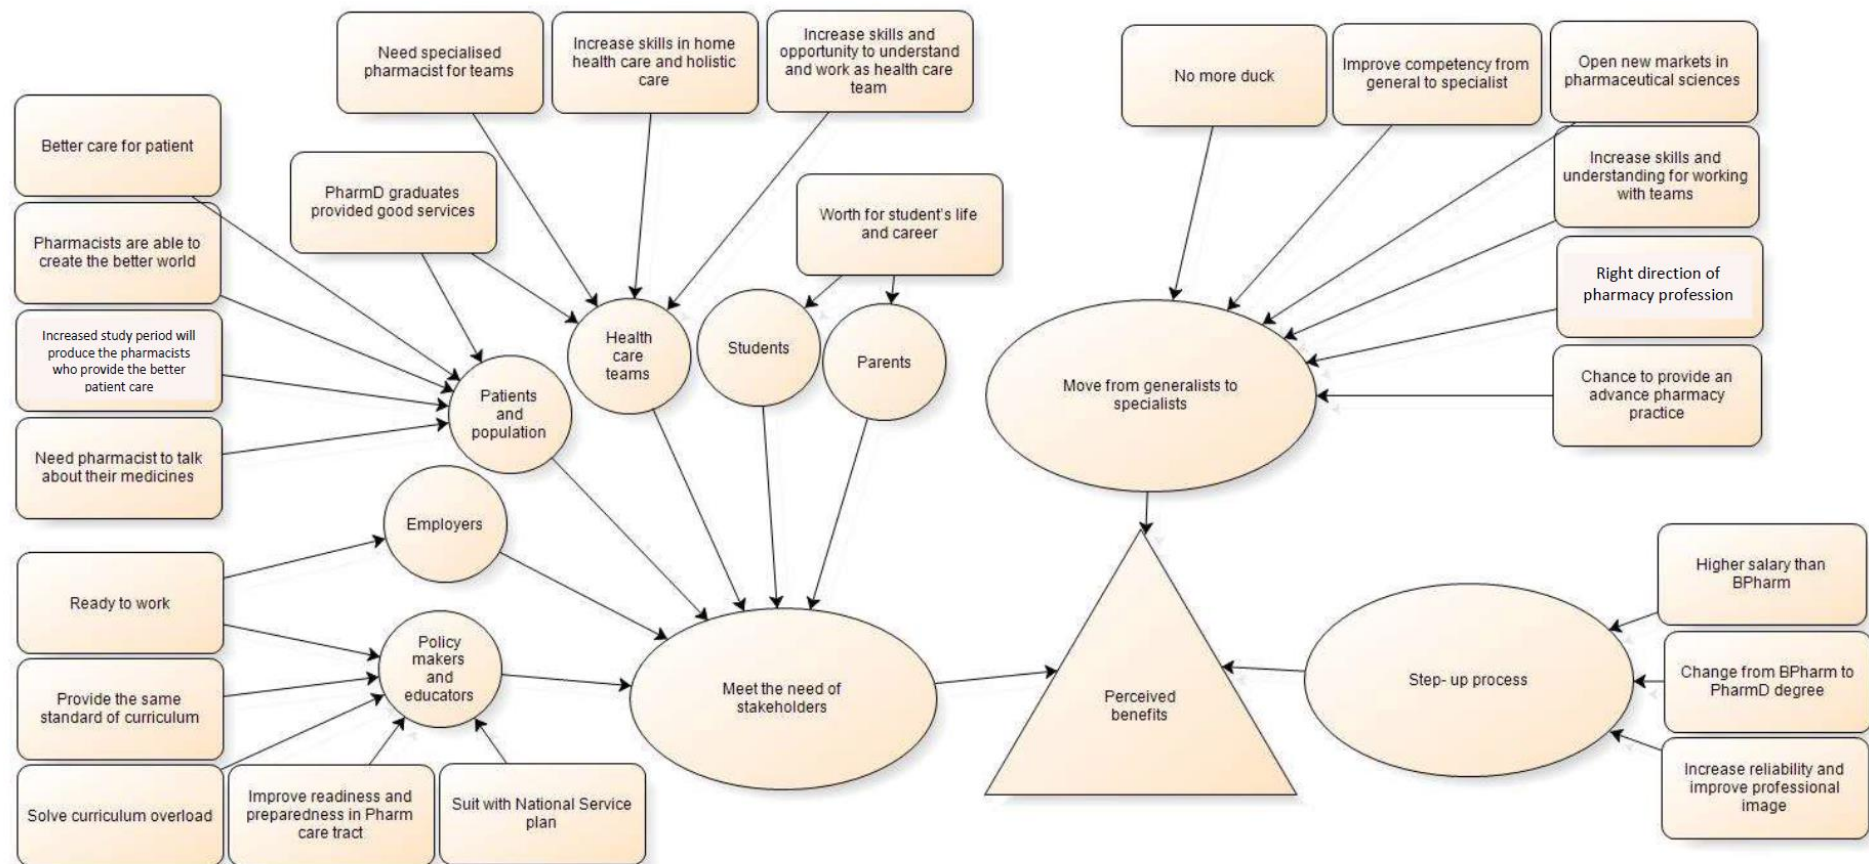 Need specialised
pharmacist for teams
Increase skills in home
health care and holistic
care
Increase skills and
opportunity to understand
and work as health care
team
No more duck
Improve competency from
general to specialist
Open new markets in
pharmaceutical sciences
Better care for patient
PharmD graduates
provided good services
Worth for student's life
and career
Increase skills and
understanding for working
with teams
Pharmacists are able to
create the better world
Right direction of
pharmacy profession
Increased study period will
produce the pharmacists
who provide the better
patient care
Health
care
teams
Students
Parents
Move from generalists to
specialists
Chance to provide an
advance pharmacy
practice
Patients
and
population
Need pharmacist to talk
about their medicines
Employers
Ready to work
Higher salary than
BPharm
Policy
makers
and
educators
Provide the same
standard of curriculum
Meet the need of
stakeholders
Perceived
benefits
Step- up process
Change from BPharm to
PharmD degree
Solve curriculum overload
Improve readiness and
preparedness in Pharm
care tract
Suit with National Service
plan
Increase reliability and
improve professional
image